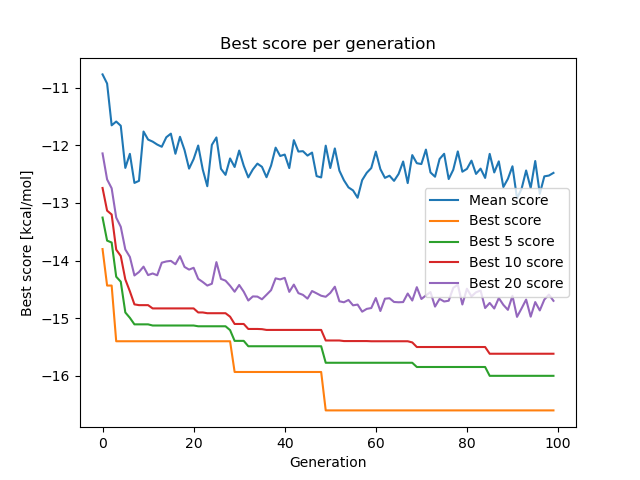 Best score per generation
Best score [kcal/mol]
−11
−12
−13
−14
−15
−16
Mean score
Best score
Best 5 score
Best 10 score
Best 20 score
0 20 40 60 80 100
Generation